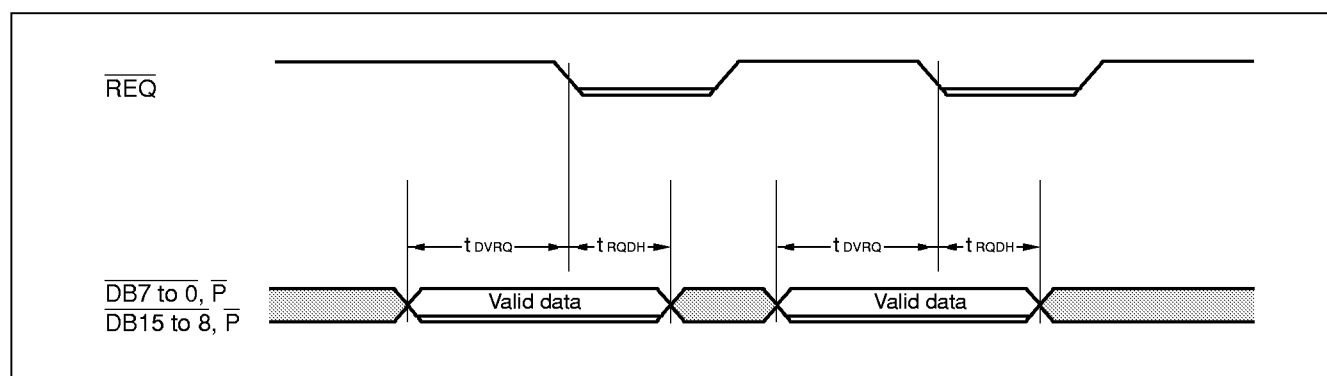 REQ
t DVRQ t RQDH t DVRQ t RQDH
DB7 to 0, P Valid data Valid data
DB15 to 8, P